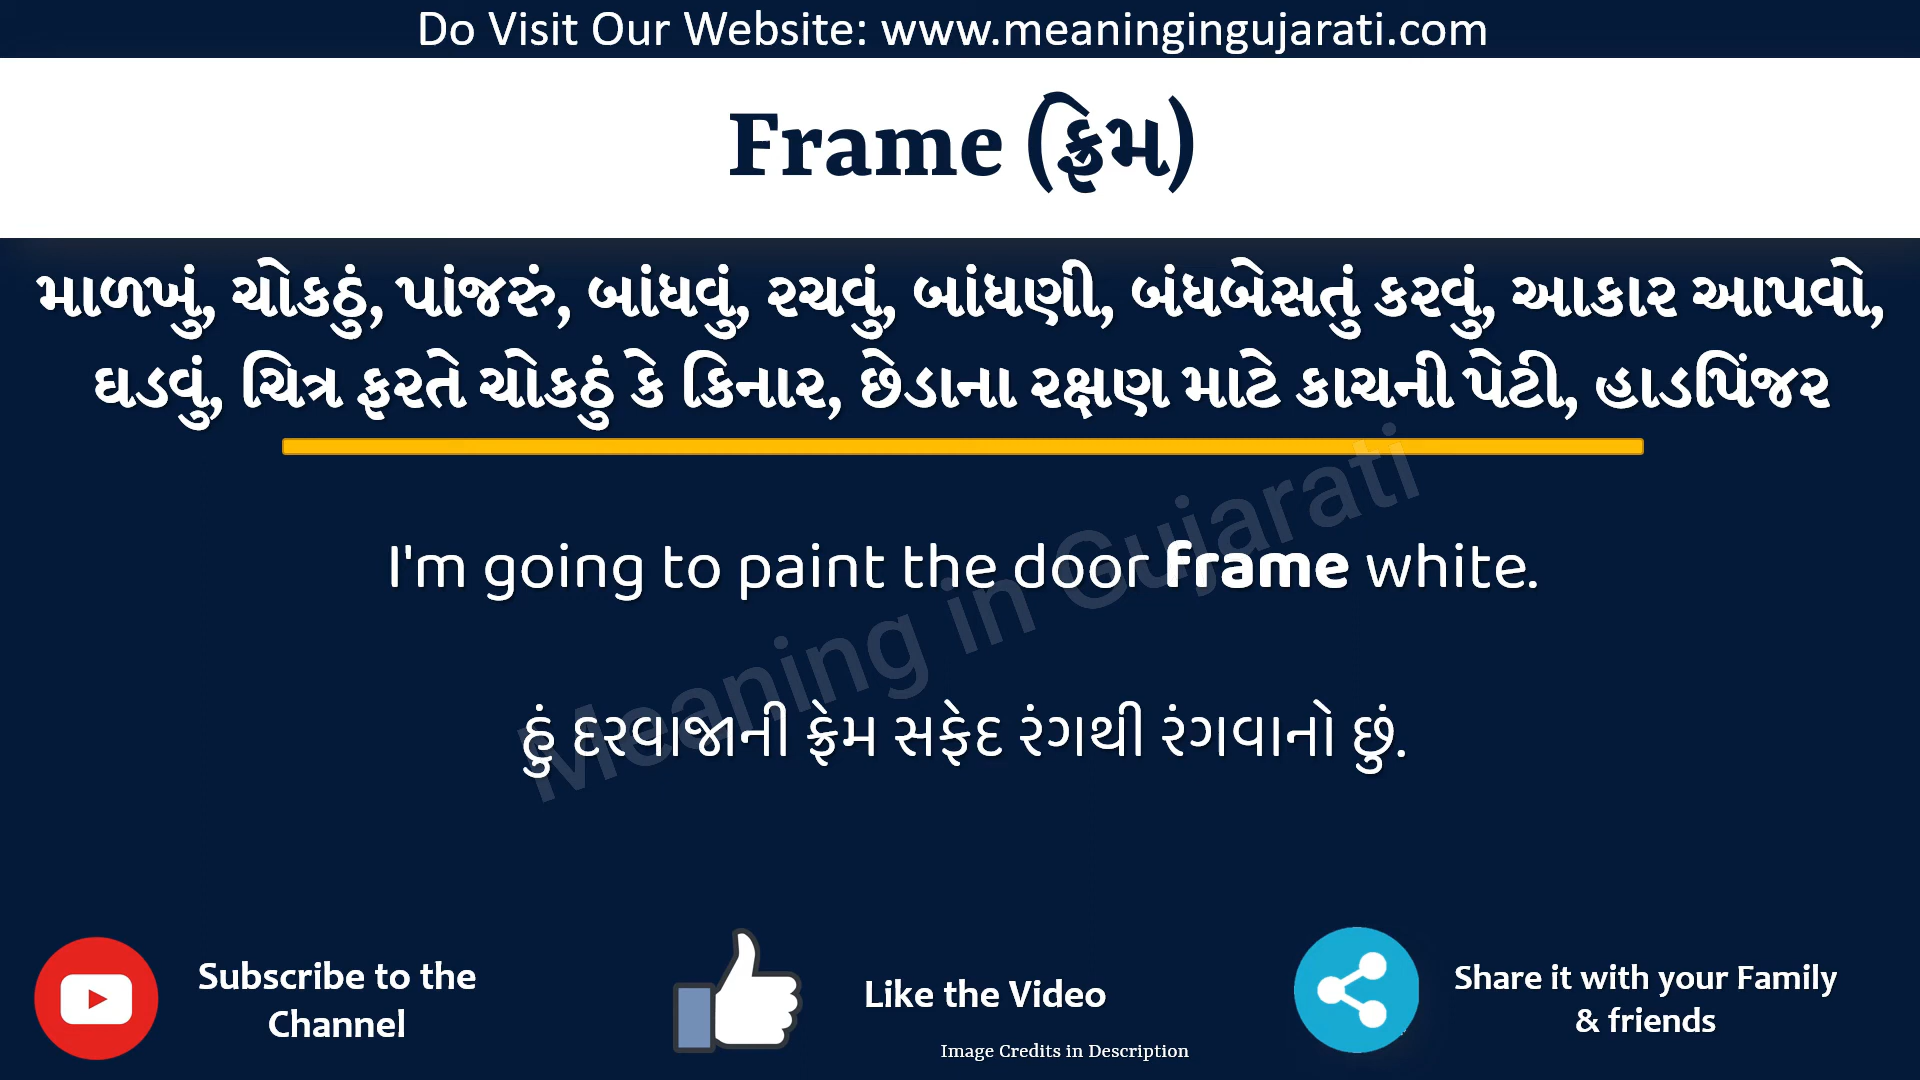 Do Visit Our Website: www.meaningingujarati.com
Frame (ફ્રેમ)
માળખું, ચોકઠું, પાંજરું, બાંધવું, રચવું, બાંધણી, બંધબેસતું કરવું, આકાર આપવો,
ઘડવું, ચિત્ર ફરતે ચોકઠું કે કિનાર, છેડાના રક્ષણ માટે કાચની પેટી, હાડપિંજર
I'm going to paint the door frame white.
Meaning in Gujarati
હું દરવાજાની ફ્રેમ સફેદ રંગથી રંગવાનો છું.
Subscribe to the
Channel
Like the Video
Share it with your Family
& friends
Image Credits in Description